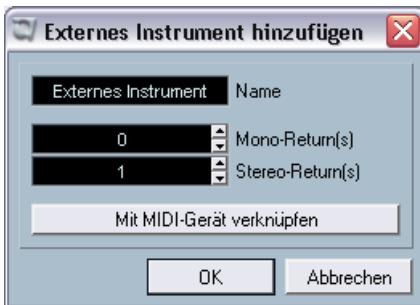 Externes Instrument hinzufügen
Externes Instrument Name
0 Mono-Return(s)
1 Stereo-Return(s)
Mit MIDI-Gerät verknüpfen
OK Abbrechen